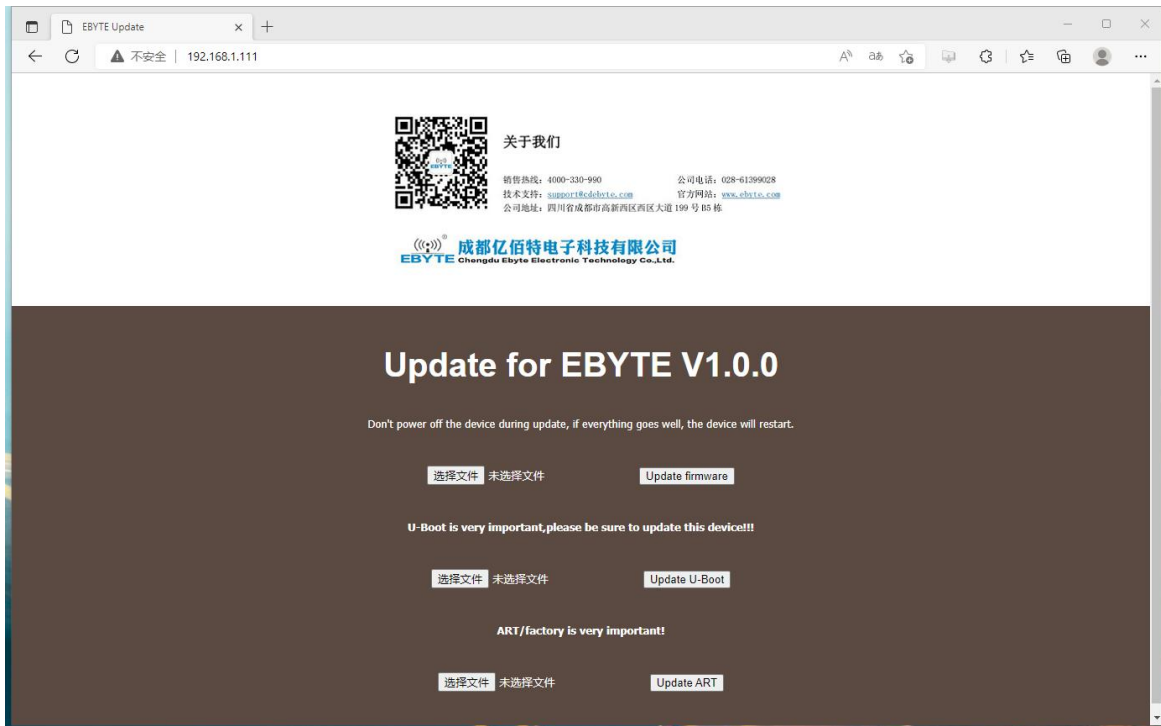 EBYTE Update
不安全 192.168.1.111
关于我们
销售热线：4000-330-990 公司电话：028-61399028
技术支持：support@cdebyte.com 官方网站：www.ebyte.com
公司地址：四川省成都市高新西区西区大道 199 号 B5 栋
EBYTE
成都亿佰特电子科技有限公司
EBYTE Chengdu Ebyte Electronic Technology Co.,Ltd.
Update for EBYTE V1.0.0
Don't power off the device during update, if everything goes well, the device will restart.
选择文件 未选择文件 Update firmware
U-Boot is very important,please be sure to update this device!!!
选择文件 未选择文件 Update U-Boot
ART/factory is very important!
选择文件 未选择文件 Update ART